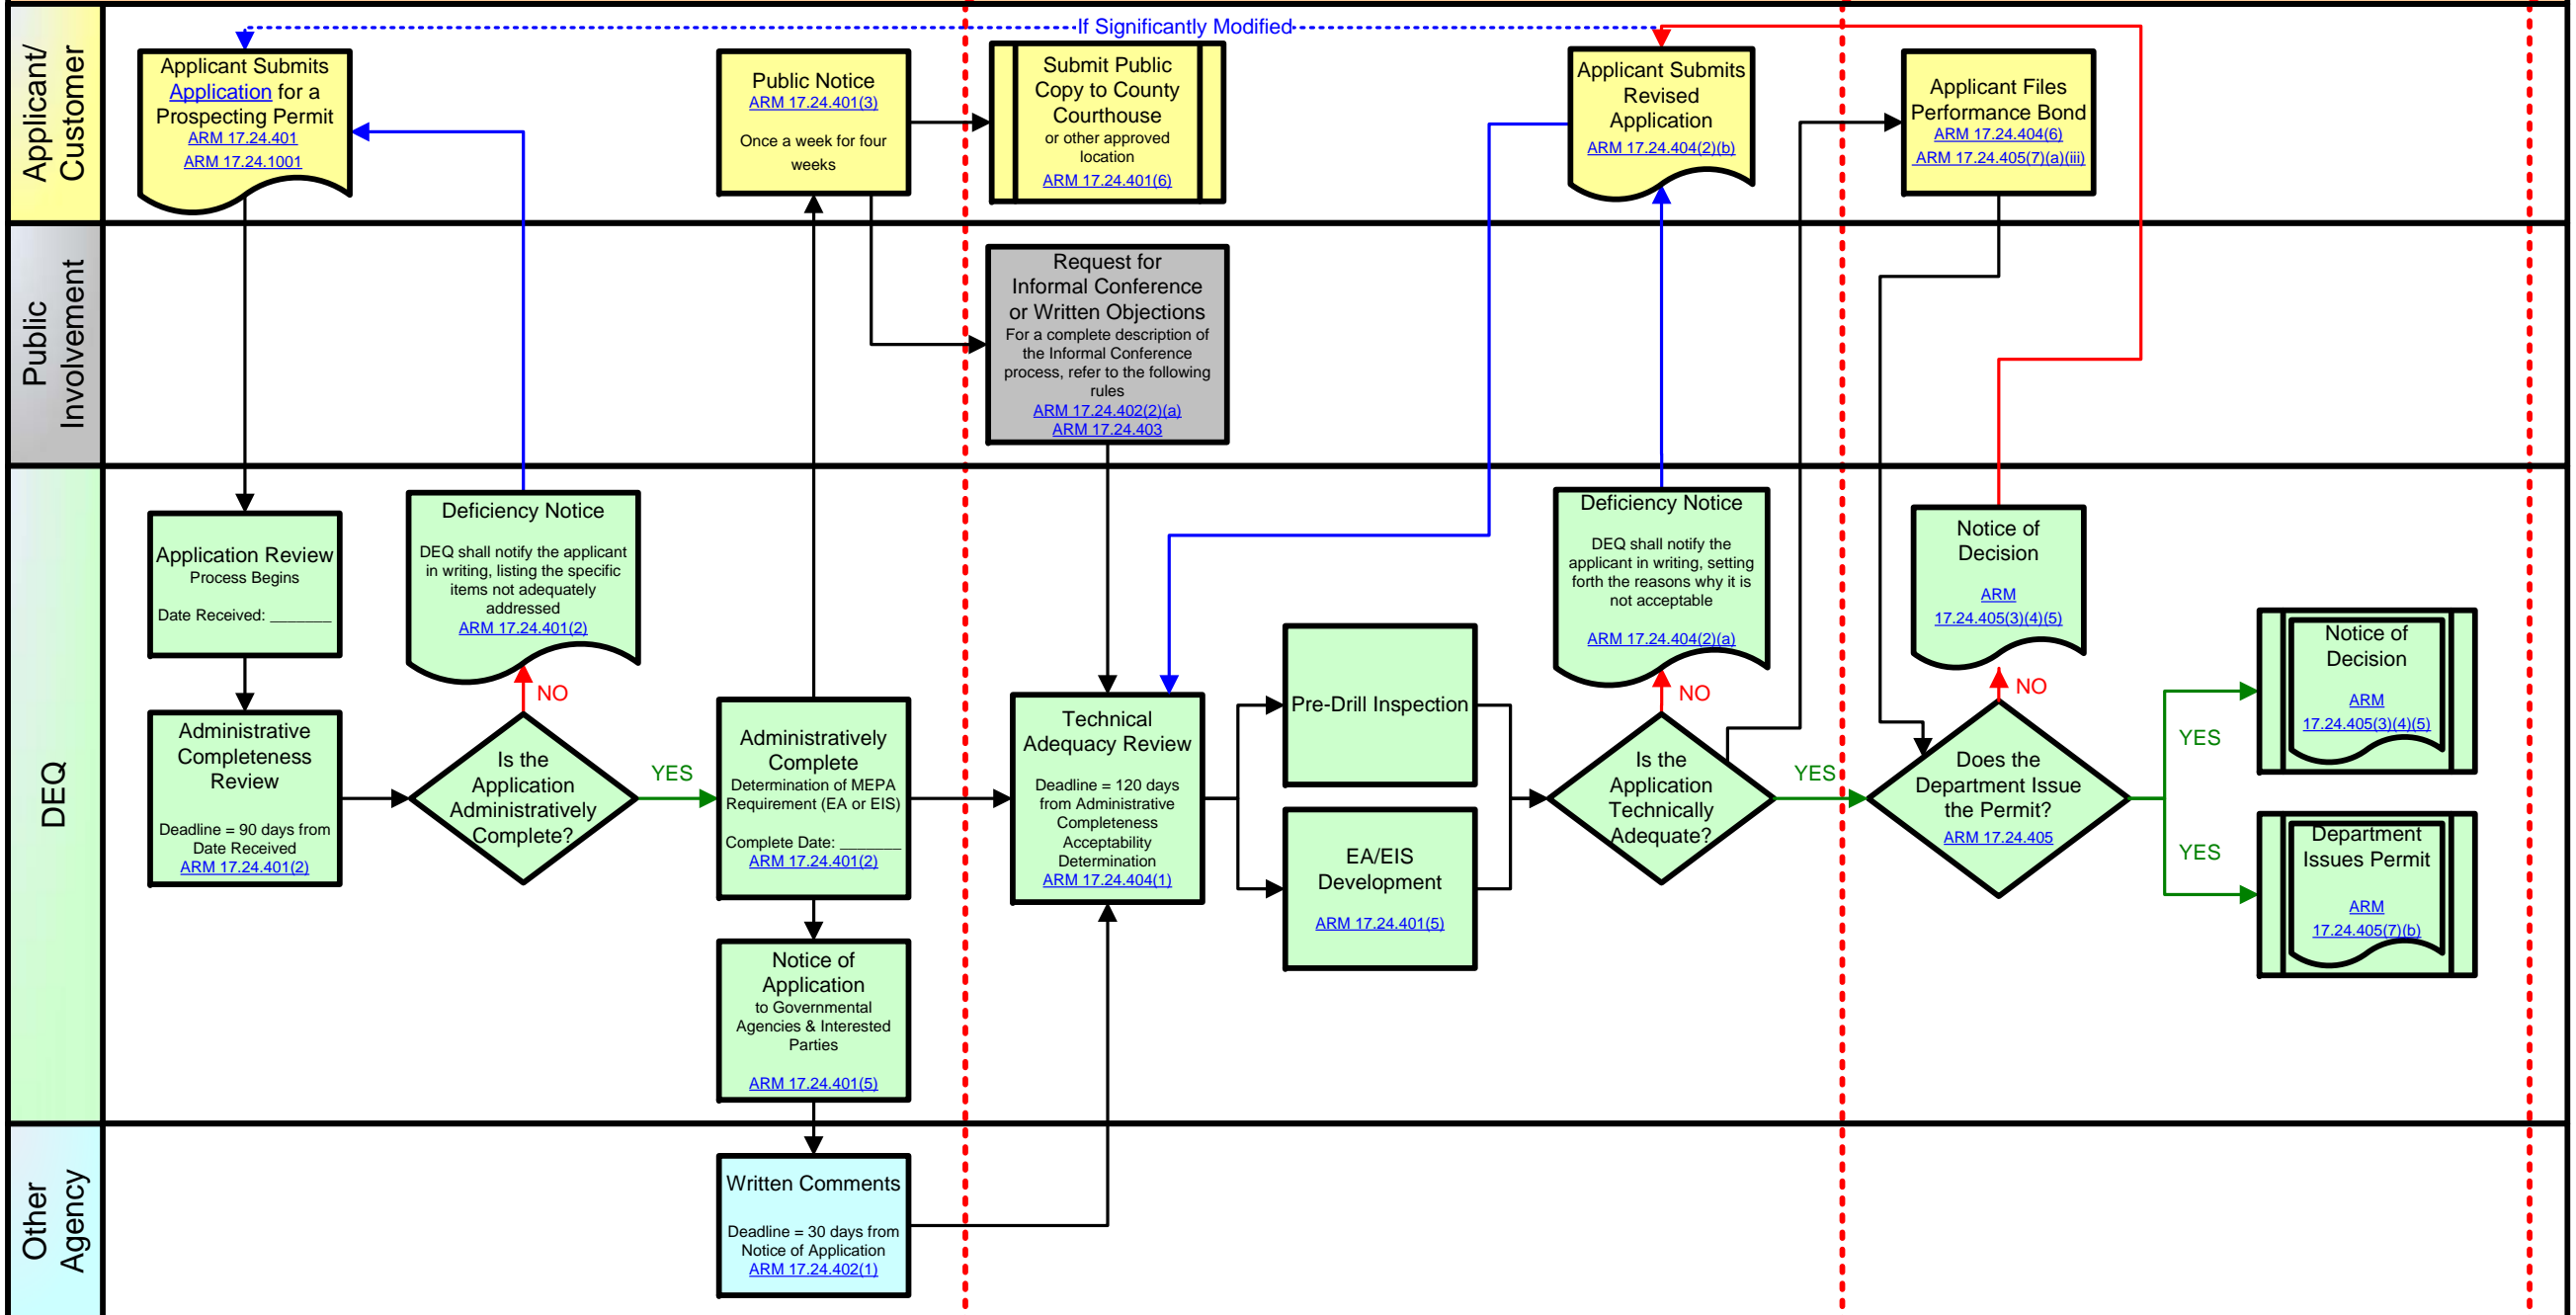 Applicant/
Customer
If Significantly Modified
Applicant Submits
Application for a
Prospecting Permit
ARM 17.24.401
ARM 17.24.1001
Public Notice
ARM 17.24.401(3)
Once a week for four
weeks
Submit Public
Copy to County
Courthouse
or other approved
location
ARM 17.24.401(6)
Applicant Submits
Revised
Application
ARM 17.24.404(2)(b)
Applicant Files
Performance Bond
ARM 17.24.404(6)
ARM 17.24.405(7)(a)(iii)
Public
Involvement
Request for
Informal Conference
or Written Objections
For a complete description of
the Informal Conference
process, refer to the following
rules
ARM 17.24.402(2)(a)
ARM 17.24.403
DEQ
Application Review
Process Begins
Date Received: _______
Administrative
Completeness
Review
Deadline = 90 days from
Date Received
ARM 17.24.401(2)
Deficiency Notice
DEQ shall notify the applicant
in writing, listing the specific
items not adequately
addressed
ARM 17.24.401(2)
NO
Is the
Application
Administratively
Complete?
YES
Administratively
Complete
Determination of MEPA
Requirement (EA or EIS)
Complete Date: _______
ARM 17.24.401(2)
Notice of
Application
to Governmental
Agencies & Interested
Parties
ARM 17.24.401(5)
Technical
Adequacy Review
Deadline = 120 days
from Administrative
Completeness
Acceptability
Determination
ARM 17.24.404(1)
Pre-Drill Inspection
EA/EIS
Development
ARM 17.24.401(5)
Deficiency Notice
DEQ shall notify the
applicant in writing, setting
forth the reasons why it is
not acceptable
ARM 17.24.404(2)(a)
NO
Is the
Application
Technically
Adequate?
YES
Notice of
Decision
ARM
17.24.405(3)(4)(5)
NO
Does the
Department Issue
the Permit?
ARM 17.24.405
YES
YES
Notice of
Decision
ARM
17.24.405(3)(4)(5)
Department
Issues Permit
ARM
17.24.405(7)(b)
Other
Agency
Written Comments
Deadline = 30 days from
Notice of Application
ARM 17.24.402(1)